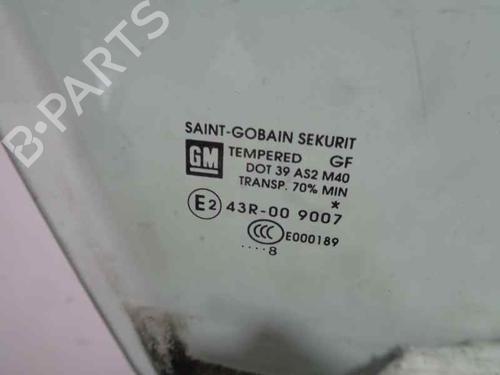 B-PARTS
SAINT-GOBAIN SEKURIT
GM TEMPERED GF
DOT 39 AS2 M40
TRANSP. 70% MIN
*
E2 43R-00 9007
CCC E000189
....8